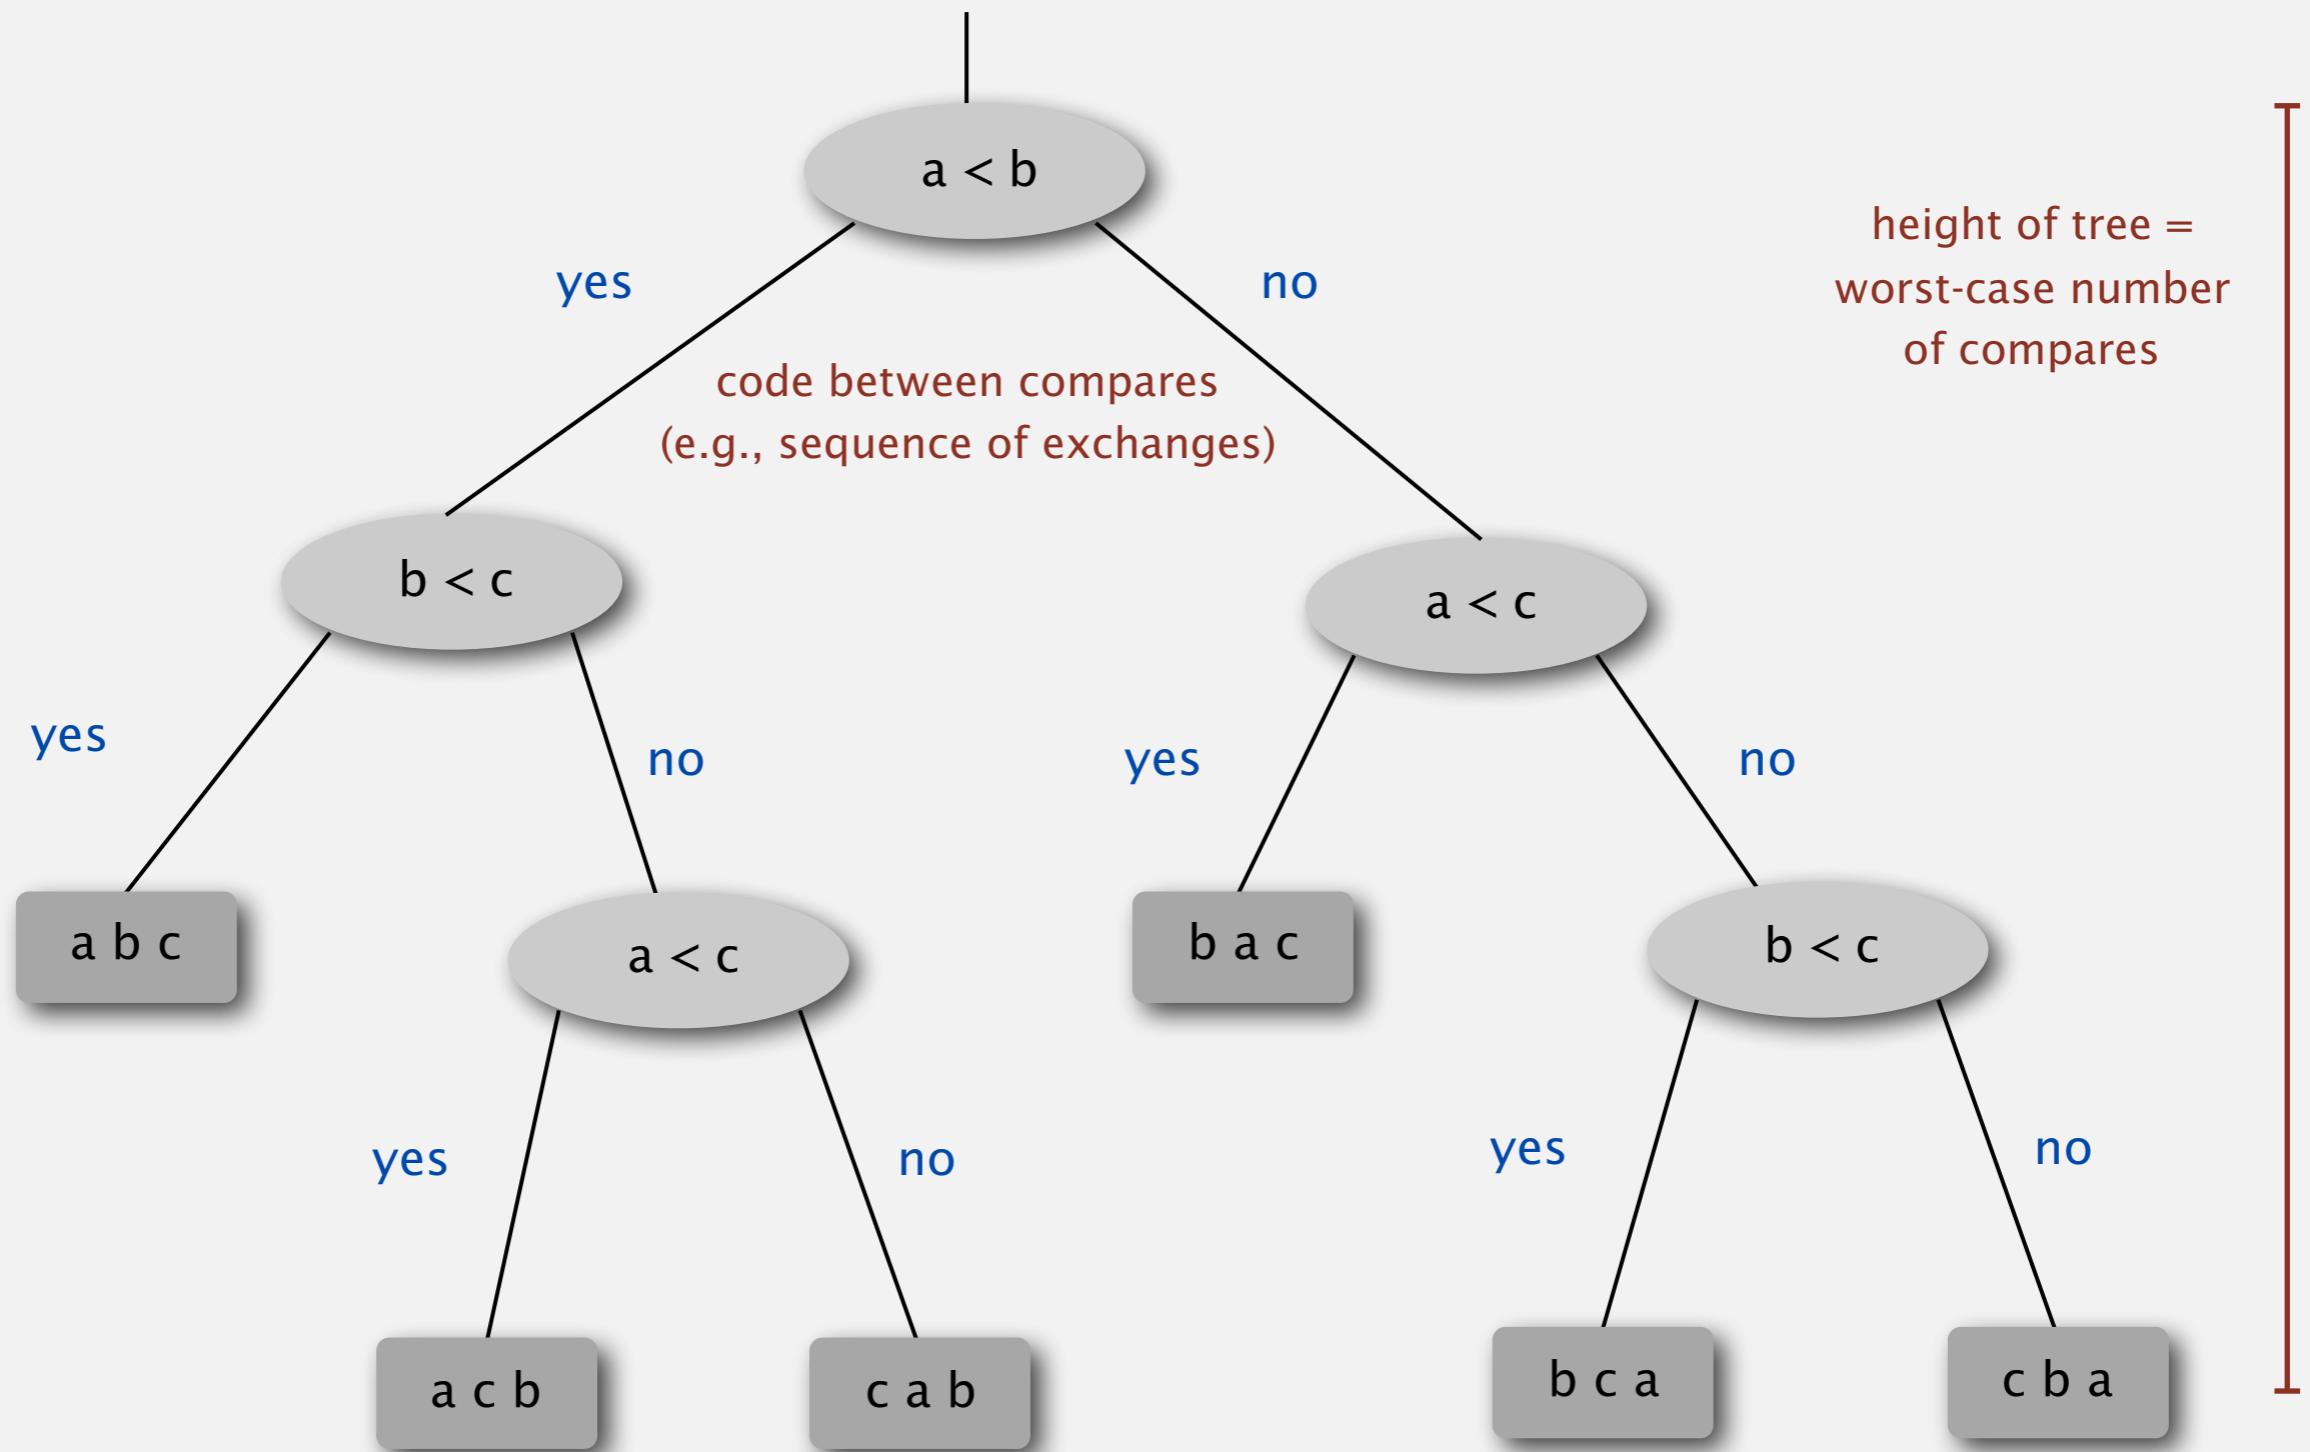 a < b
height of tree =
worst-case number
of compares
yes
no
code between compares
(e.g., sequence of exchanges)
b < c
a < c
yes
no
yes
no
a b c
a < c
b a c
b < c
yes
no
yes
no
a c b
c a b
b c a
c b a